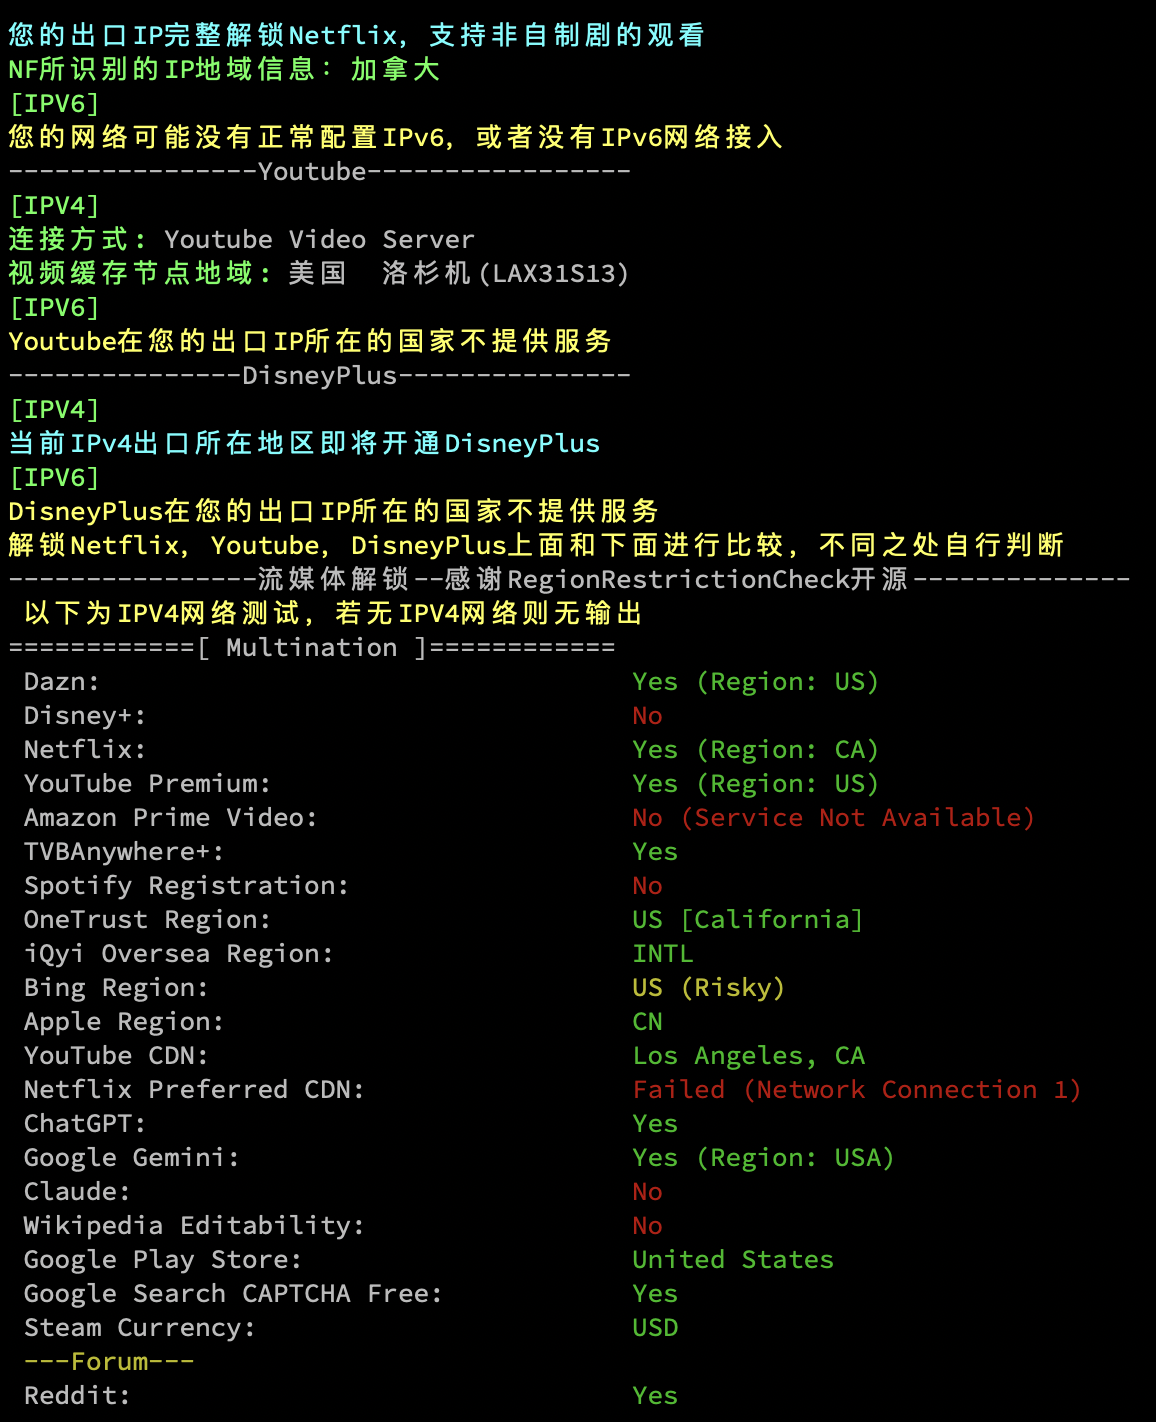 您的出口IP完整解锁Netflix，支持非自制剧的观看
NF所识别的IP地域信息：加拿大
[IPV6]
您的网络可能没有正常配置IPv6，或者没有IPv6网络接入
----------------Youtube-----------------
[IPV4]
连接方式: Youtube Video Server
视频缓存节点地域: 美国  洛杉机(LAX31S13)
[IPV6]
Youtube在您的出口IP所在的国家不提供服务
---------------DisneyPlus---------------
[IPV4]
当前IPv4出口所在地区即将开通DisneyPlus
[IPV6]
DisneyPlus在您的出口IP所在的国家不提供服务
解锁Netflix，Youtube，DisneyPlus上面和下面进行比较，不同之处自行判断
----------------流媒体解锁--感谢RegionRestrictionCheck开源--------------
以下为IPV4网络测试，若无IPV4网络则无输出
============[ Multination ]============
Dazn: Yes (Region: US)
Disney+: No
Netflix: Yes (Region: CA)
YouTube Premium: Yes (Region: US)
Amazon Prime Video: No (Service Not Available)
TVBAnywhere+: Yes
Spotify Registration: No
OneTrust Region: US [California]
iQyi Oversea Region: INTL
Bing Region: US (Risky)
Apple Region: CN
YouTube CDN: Los Angeles, CA
Netflix Preferred CDN: Failed (Network Connection 1)
ChatGPT: Yes
Google Gemini: Yes (Region: USA)
Claude: No
Wikipedia Editability: No
Google Play Store: United States
Google Search CAPTCHA Free: Yes
Steam Currency: USD
---Forum---
Reddit: Yes